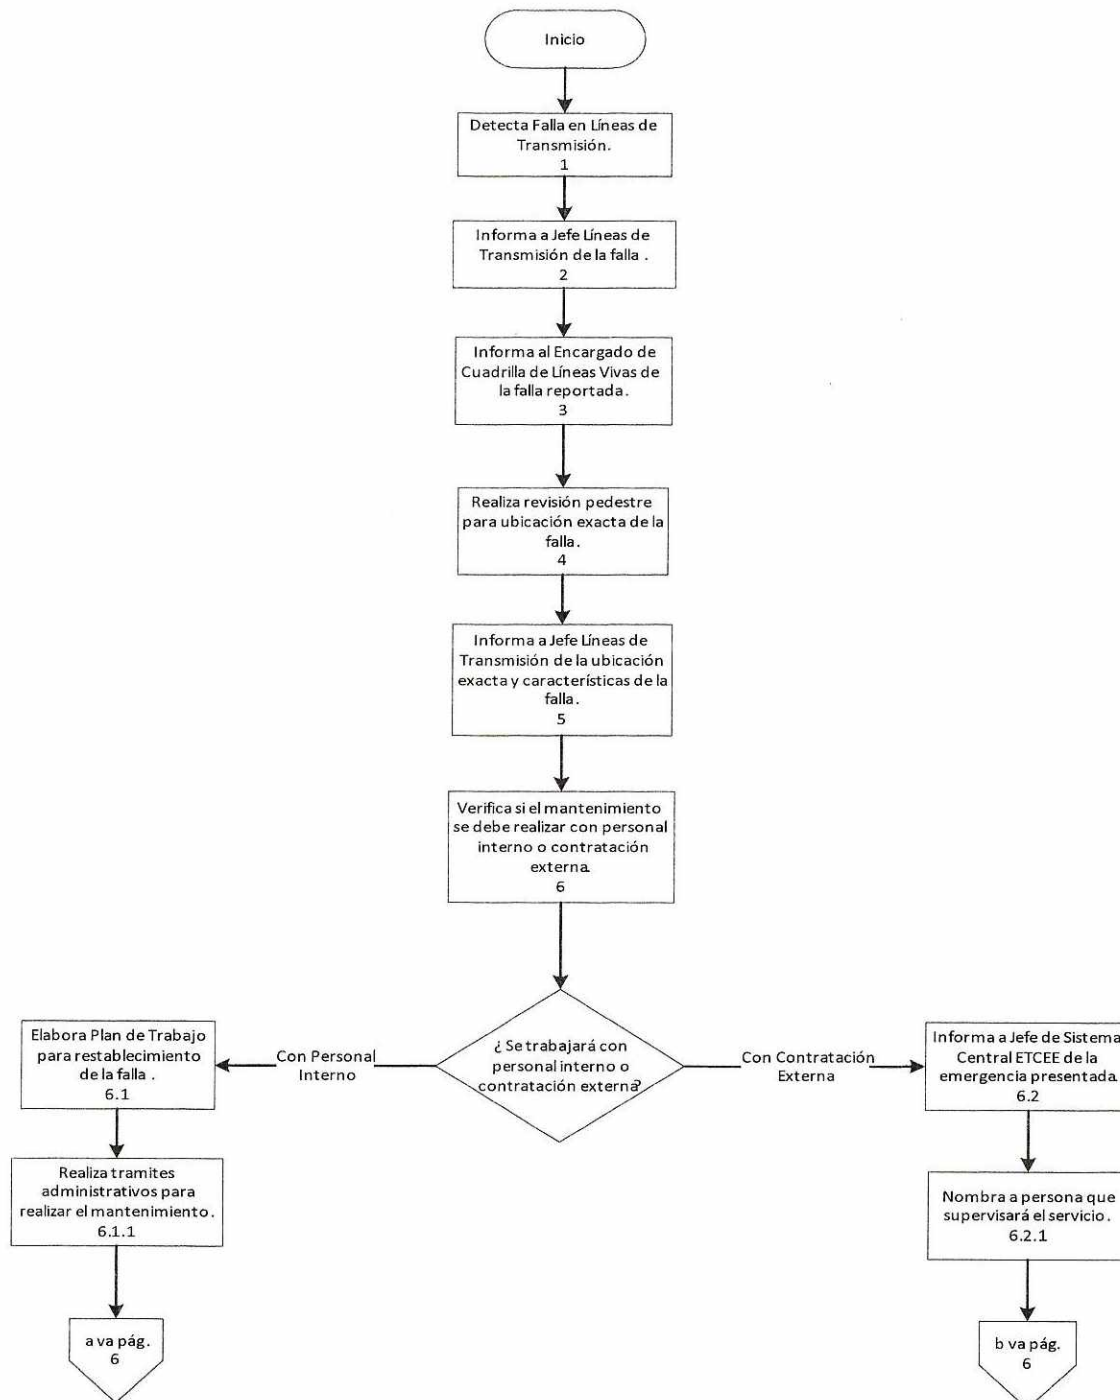 Inicio
Detecta Falla en Líneas de
Transmisión.
1
Informa a Jefe Líneas de
Transmisión de la falla .
2
Informa al Encargado de
Cuadrilla de Líneas Vivas de
la falla reportada.
3
Realiza revisión pedestre
para ubicación exacta de la
falla.
4
Informa a Jefe Líneas de
Transmisión de la ubicación
exacta y características de la
falla.
5
Verifica si el mantenimiento
se debe realizar con personal
interno o contratación
externa.
6
¿ Se trabajará con
personal interno o
contratación externa?
Con Personal
Interno
Elabora Plan de Trabajo
para restablecimiento
de la falla .
6.1
Realiza tramites
administrativos para
realizar el mantenimiento.
6.1.1
a va pág.
6
Con Contratación
Externa
Informa a Jefe de Sistema
Central ETCEE de la
emergencia presentada.
6.2
Nombra a persona que
supervisará el servicio.
6.2.1
b va pág.
6